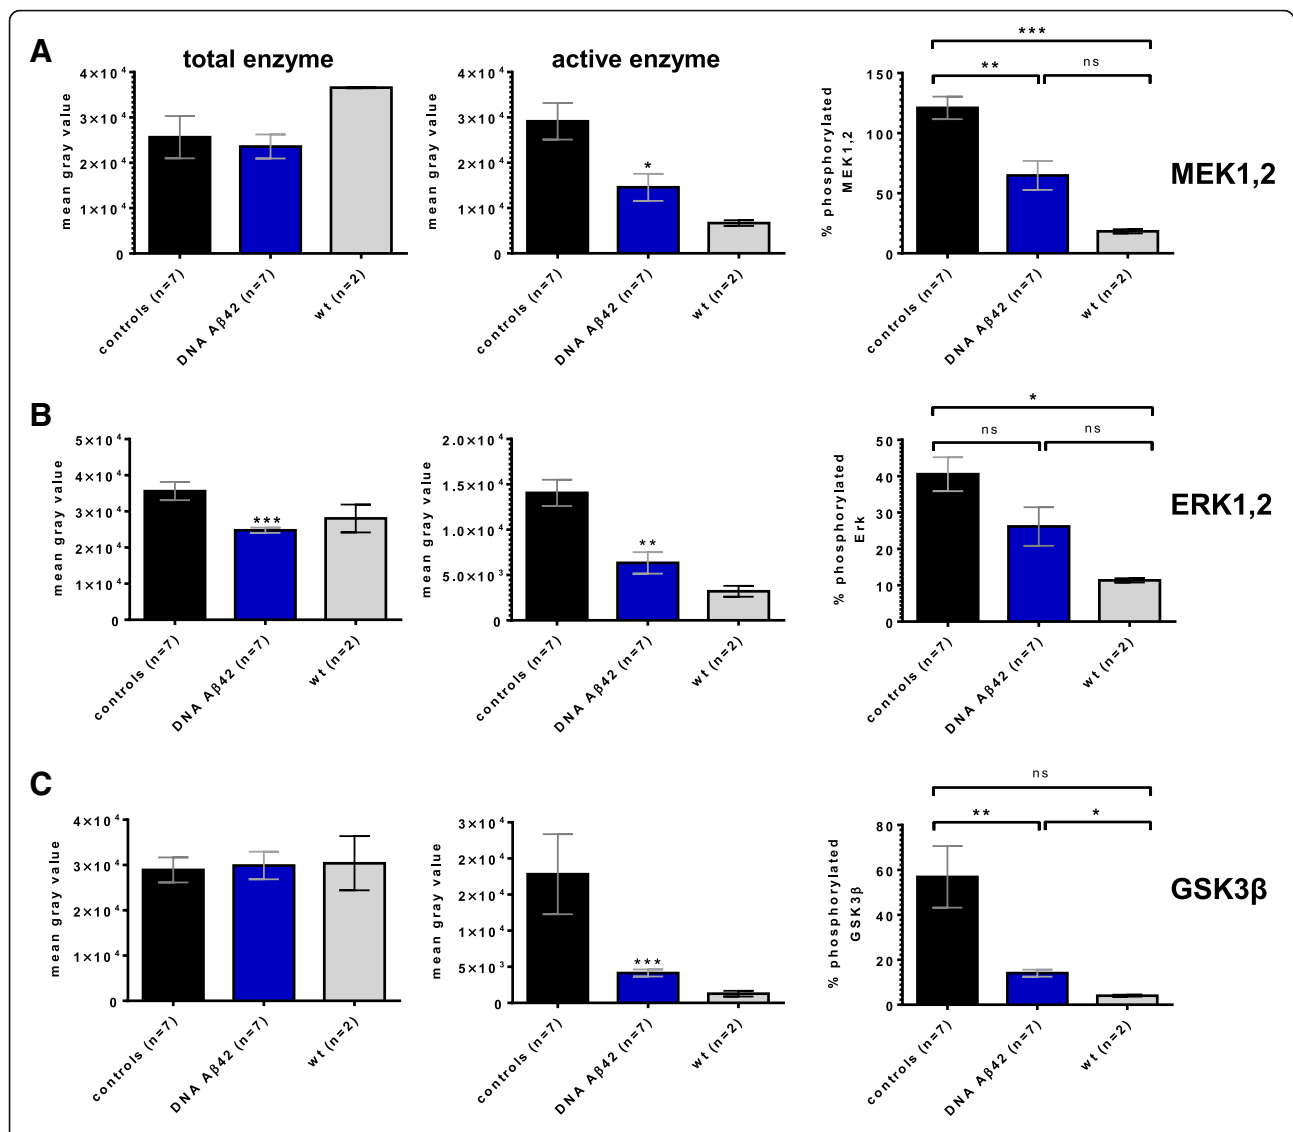 A
total enzyme
active enzyme
mean gray value
4×10⁴
3×10⁴
2×10⁴
1×10⁴
0
controls (n=7)
DNA Aβ42 (n=7)
wt (n=2)
mean gray value
4×10⁴
3×10⁴
2×10⁴
1×10⁴
0
*
controls (n=7)
DNA Aβ42 (n=7)
wt (n=2)
% phosphorylated
MEK1,2
150
100
50
0
***
**
ns
controls (n=7)
DNA Aβ42 (n=7)
wt (n=2)
MEK1,2
B
mean gray value
5×10⁴
4×10⁴
3×10⁴
2×10⁴
1×10⁴
0
***
controls (n=7)
DNA Aβ42 (n=7)
wt (n=2)
mean gray value
2.0×10⁴
1.5×10⁴
1.0×10⁴
5.0×10³
0
**
controls (n=7)
DNA Aβ42 (n=7)
wt (n=2)
% phosphorylated
Erk
50
40
30
20
10
0
*
ns
ns
controls (n=7)
DNA Aβ42 (n=7)
wt (n=2)
ERK1,2
C
mean gray value
4×10⁴
3×10⁴
2×10⁴
1×10⁴
0
controls (n=7)
DNA Aβ42 (n=7)
wt (n=2)
mean gray value
3×10⁴
2×10⁴
2×10⁴
1×10⁴
5×10³
0
***
controls (n=7)
DNA Aβ42 (n=7)
wt (n=2)
% phosphorylated
GSK3β
80
60
40
20
0
ns
**
*
controls (n=7)
DNA Aβ42 (n=7)
wt (n=2)
GSK3β